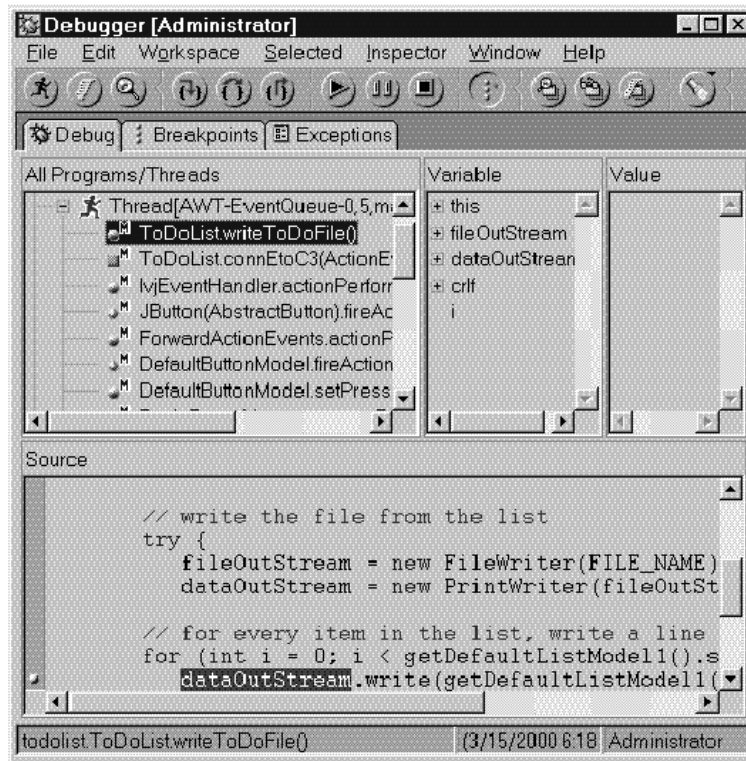 Debugger [Administrator]
File Edit Workspace Selected Inspector Window Help
Debug Breakpoints Exceptions
All Programs/Threads Variable Value
Thread[AWT-EventQueue-0,5,m
ToDoList.writeToDoFile()
ToDoList.connEtoC3(ActionE
IvjEventHandler.actionPerforr
JButton(AbstractButton).fireAc
ForwardActionEvents.actionP
DefaultButtonModel.fireAction
DefaultButtonModel.setPress
this
fileOutStream
dataOutStrean
crlf
i
Source
// write the file from the list
try {
fileOutStream = new FileWriter(FILE_NAME)
dataOutStream = new PrintWriter(fileOutSt
// for every item in the list, write a line
for (int i = 0; i < getDefaultListModel1().s
dataOutStream.write(getDefaultListModel1(
todolist.ToDoList.writeToDoFile() (3/15/2000 6:18 Administrator